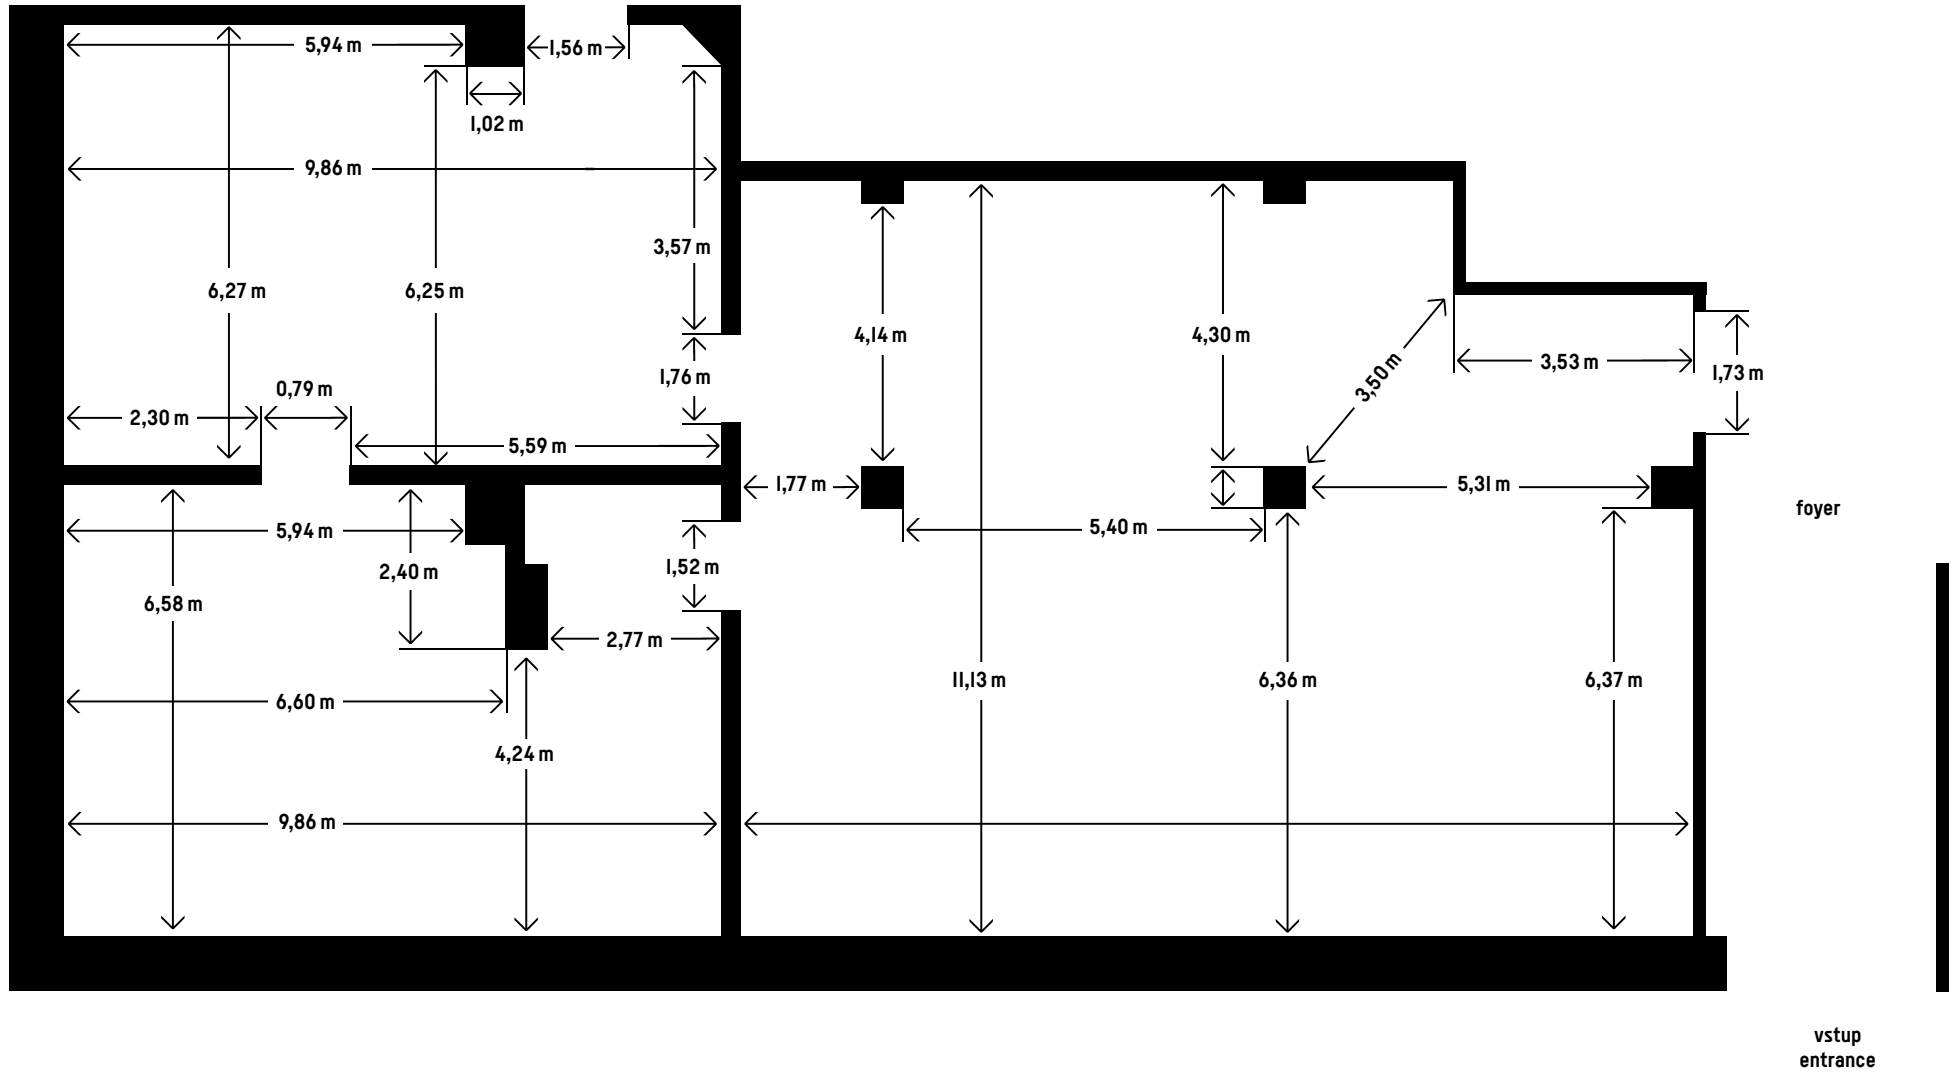 5,94 m
1,56 m
1,02 m
9,86 m
3,57 m
6,27 m
6,25 m
4,14 m
4,30 m
3,50 m
3,53 m
1,73 m
1,76 m
0,79 m
2,30 m
5,59 m
1,77 m
5,31 m
foyer
5,94 m
5,40 m
2,40 m
1,52 m
6,58 m
2,77 m
11,13 m
6,36 m
6,37 m
6,60 m
4,24 m
9,86 m
vstup
entrance